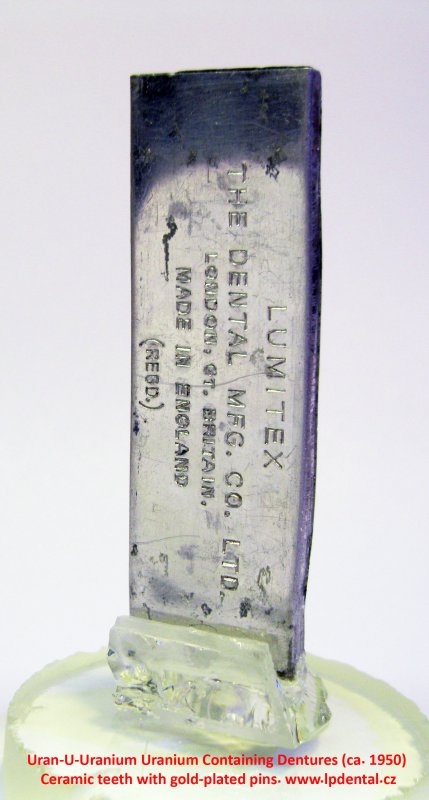 LUMITEX
THE DENTAL MFG. CO. LTD.
LONDON, GT. BRITAIN.
MADE IN ENGLAND
(REGD.)
Uran-U-Uranium Uranium Containing Dentures (ca. 1950)
Ceramic teeth with gold-plated pins. www.lpdental.cz